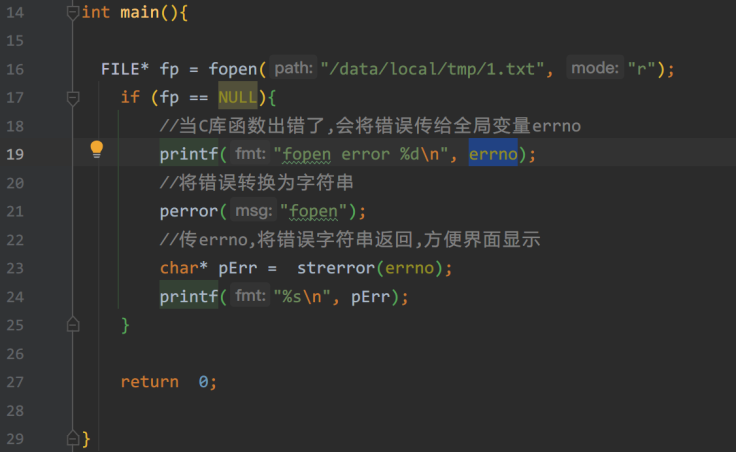 14 int main(){
15
16 FILE* fp = fopen( path: "/data/local/tmp/1.txt", mode: "r");
17 if (fp == NULL){
18 //当C库函数出错了,会将错误传给全局变量errno
19 printf( fmt: "fopen error %d\n", errno);
20 //将错误转换为字符串
21 perror( msg: "fopen");
22 //传errno,将错误字符串返回,方便界面显示
23 char* pErr =  strerror(errno);
24 printf( fmt: "%s\n", pErr);
25 }
26
27 return  0;
28
29 }